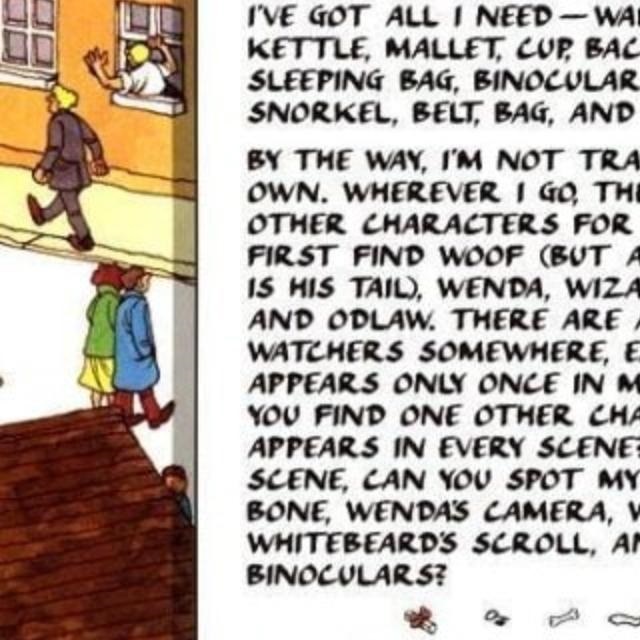 I'VE GOT ALL I NEED — WA
KETTLE, MALLET, CUP, BAC
SLEEPING BAG, BINOCULAR
SNORKEL, BELT, BAG, AND
BY THE WAY, I'M NOT TRA
OWN. WHEREVER I GO, TH
OTHER CHARACTERS FOR
FIRST FIND WOOF (BUT A
IS HIS TAIL), WENDA, WIZA
AND ODLAW. THERE ARE
WATCHERS SOMEWHERE, E
APPEARS ONLY ONCE IN M
YOU FIND ONE OTHER CHA
APPEARS IN EVERY SCENE?
SCENE, CAN YOU SPOT MY
BONE, WENDA'S CAMERA, W
WHITEBEARD'S SCROLL, AN
BINOCULARS?